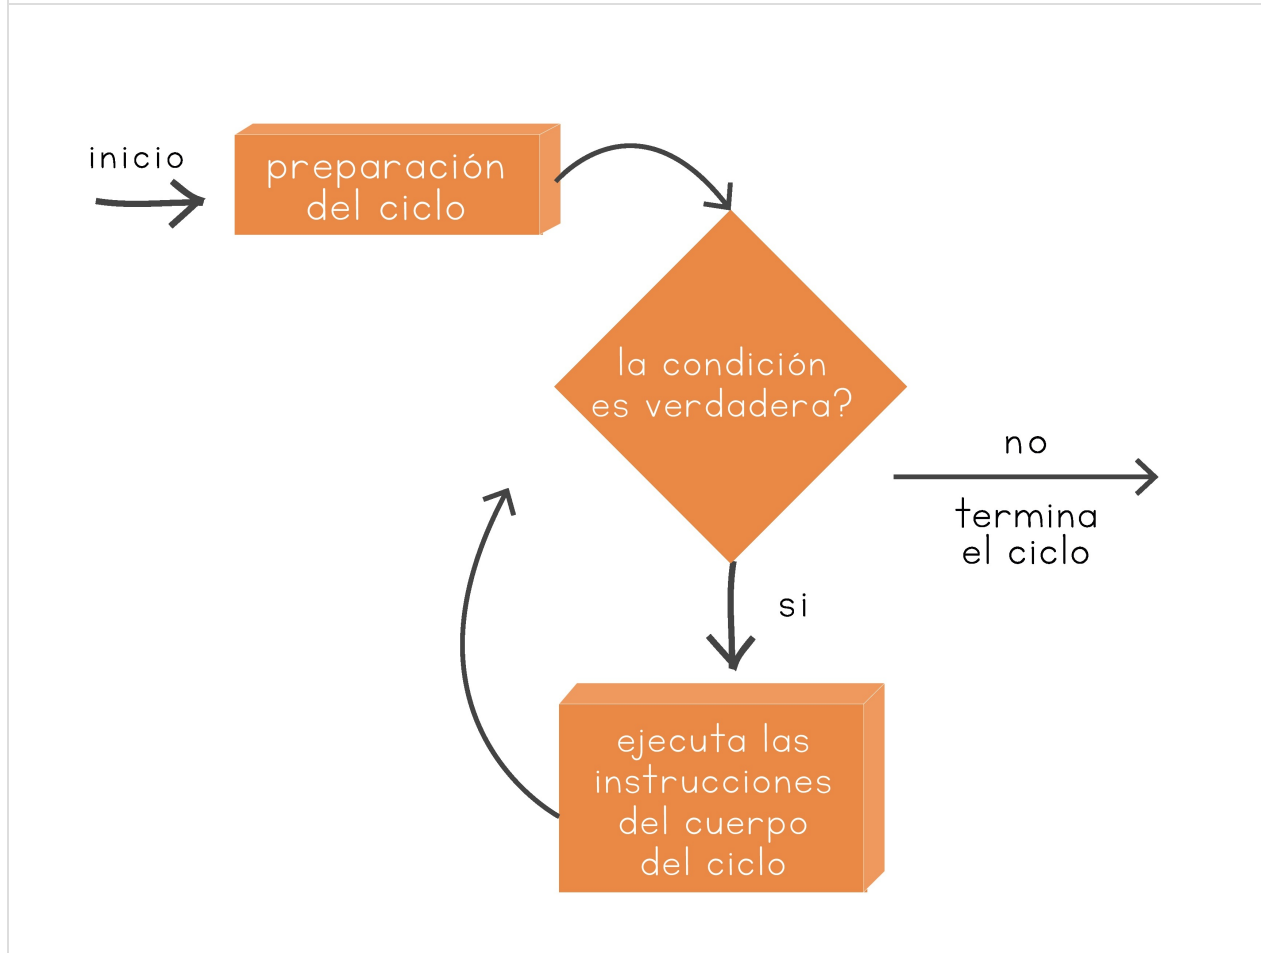 inicio
preparación
del ciclo
la condición
es verdadera?
no
termina
el ciclo
si
ejecuta las
instrucciones
del cuerpo
del ciclo